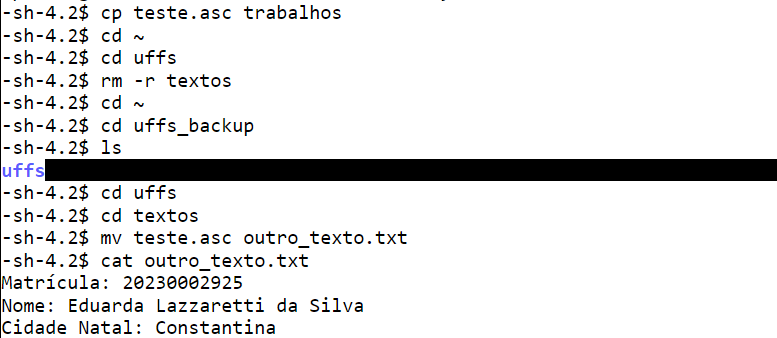 -sh-4.2$ cp teste.asc trabalhos
-sh-4.2$ cd ~
-sh-4.2$ cd uffs
-sh-4.2$ rm -r textos
-sh-4.2$ cd ~
-sh-4.2$ cd uffs_backup
-sh-4.2$ ls
uffs
-sh-4.2$ cd uffs
-sh-4.2$ cd textos
-sh-4.2$ mv teste.asc outro_texto.txt
-sh-4.2$ cat outro_texto.txt
Matrícula: 20230002925
Nome: Eduarda Lazzaretti da Silva
Cidade Natal: Constantina